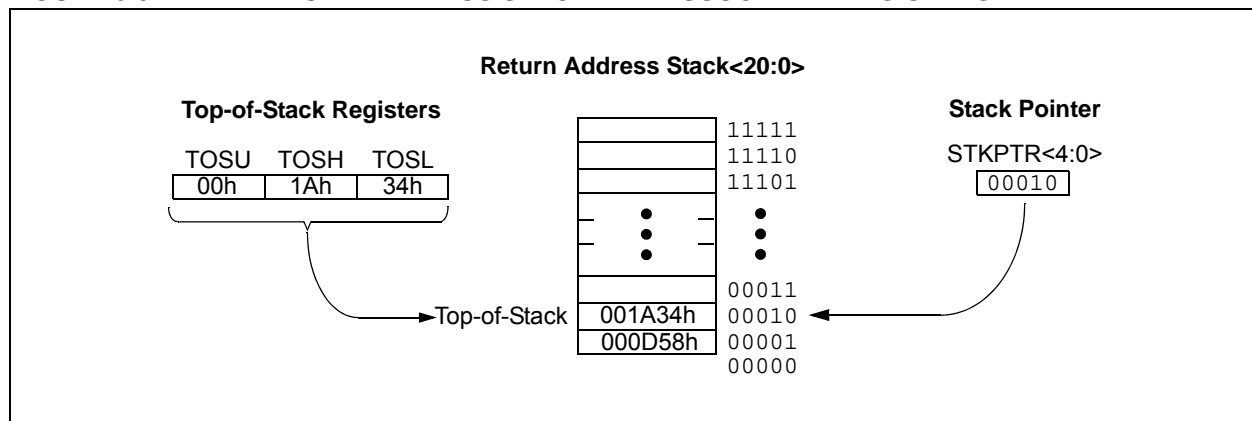 Return Address Stack<20:0>
Top-of-Stack Registers
Stack Pointer
TOSU TOSH TOSL
STKPTR<4:0>
00h 1Ah 34h
00010
11111
11110
11101
00011
Top-of-Stack 001A34h 00010
000D58h 00001
00000